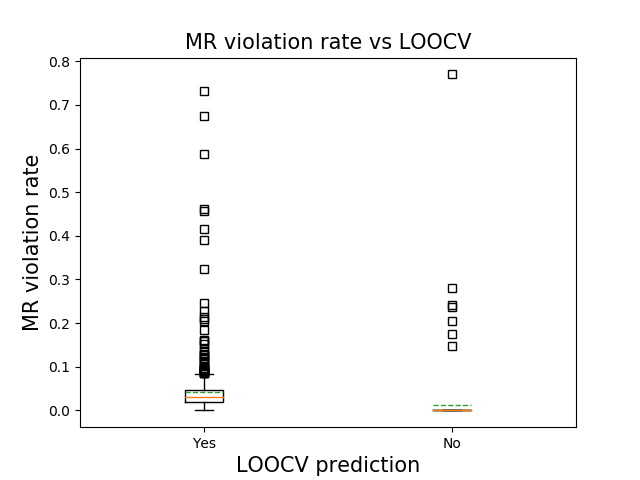 MR violation rate vs LOOCV
MR violation rate
0.8
0.7
0.6
0.5
0.4
0.3
0.2
0.1
0.0
Yes
No
LOOCV prediction